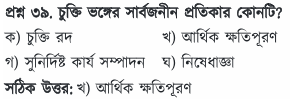 প্রশ্ন ৩৯. চুক্তি ভঙ্গের সার্বজনীন প্রতিকার কোনটি?
ক) চুক্তি রদ খ) আর্থিক ক্ষতিপূরণ
গ) সুনির্দিষ্ট কার্য সম্পাদন ঘ) নিষেধাজ্ঞা
সঠিক উত্তর: খ) আর্থিক ক্ষতিপূরণ